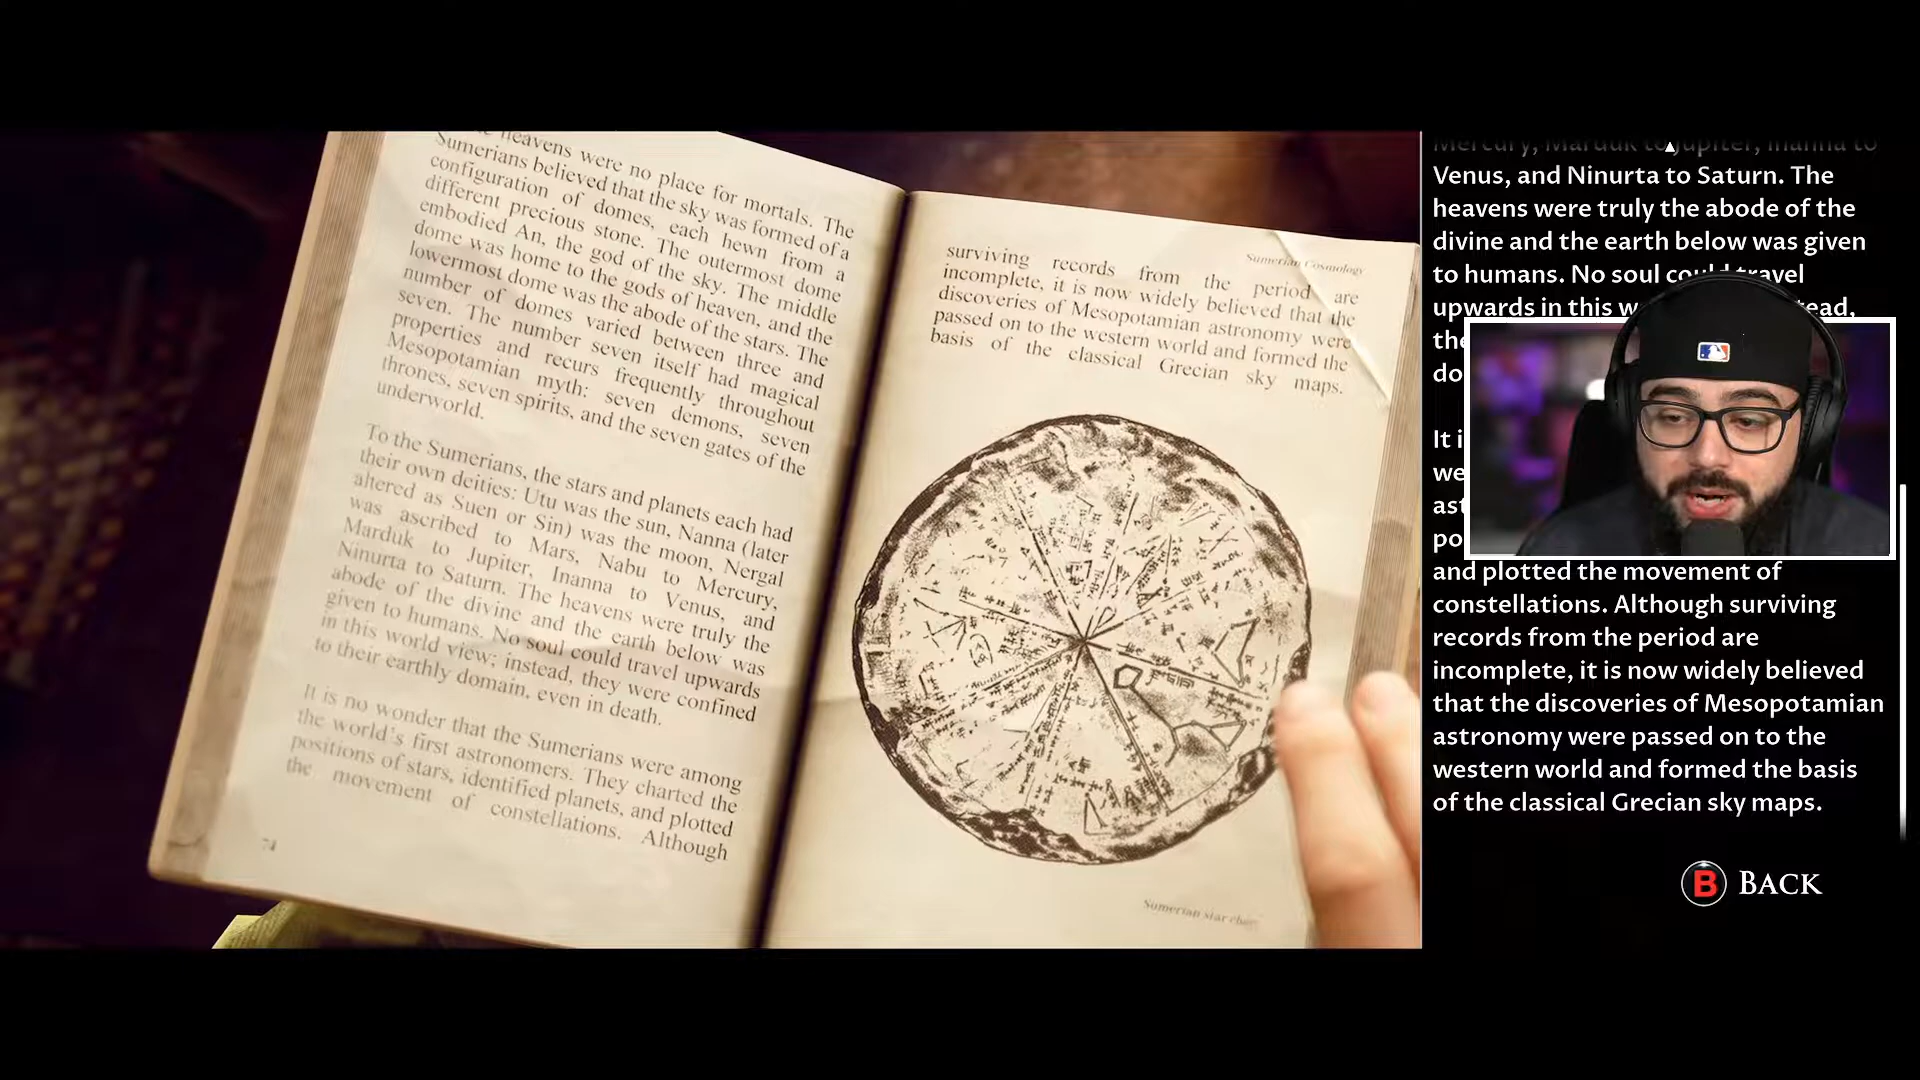 heavens were no place for mortals. The
Sumerians believed that the sky was formed of a
configuration of domes, each hewn from a
different precious stone. The outermost dome
embodied An, the god of the sky. The middle
dome was home to the gods of heaven, and the
lowermost dome was the abode of the stars. The
number of domes varied between three and
seven. The number seven itself had magical
properties and recurs frequently throughout
Mesopotamian myth: seven demons, seven
thrones, seven spirits, and the seven gates of the
underworld.
To the Sumerians, the stars and planets each had
their own deities: Utu was the sun, Nanna (later
altered as Suen or Sin) was the moon, Nergal
was ascribed to Mars, Nabu to Mercury,
Marduk to Jupiter, Inanna to Venus, and
Ninurta to Saturn. The heavens were truly the
abode of the divine and the earth below was
given to humans. No soul could travel upwards
in this world view; instead, they were confined
to their earthly domain, even in death.
It is no wonder that the Sumerians were among
the world's first astronomers. They charted the
positions of stars, identified planets, and plotted
the movement of constellations. Although
74
Sumerian Cosmology
surviving records from the period are
incomplete, it is now widely believed that the
discoveries of Mesopotamian astronomy were
passed on to the western world and formed the
basis of the classical Grecian sky maps.
Sumerian star chart
Mercury, Marduk to Jupiter, Inanna to
Venus, and Ninurta to Saturn. The
heavens were truly the abode of the
divine and the earth below was given
to humans. No soul could travel
upwards in this
and plotted the movement of
constellations. Although surviving
records from the period are
incomplete, it is now widely believed
that the discoveries of Mesopotamian
astronomy were passed on to the
western world and formed the basis
of the classical Grecian sky maps.
B BACK